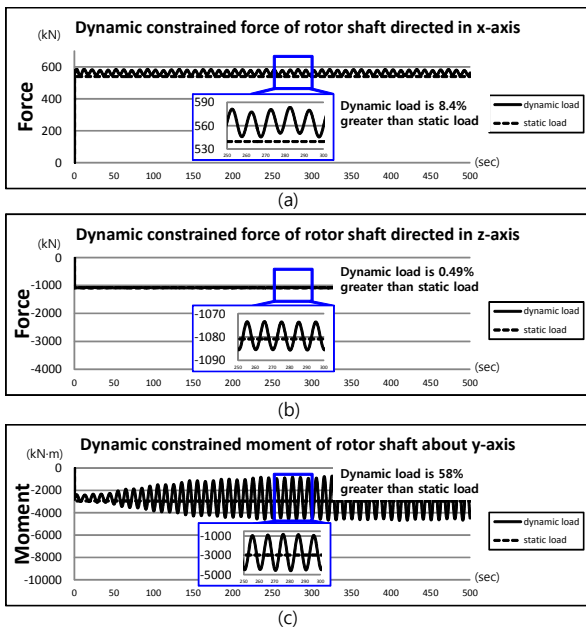 Dynamic constrained force of rotor shaft directed in x-axis
(kN)
600
400
200
0
Force
590
560
530
250 260 270 280 290 300
Dynamic load is 8.4%
greater than static load
dynamic load
static load
0 50 100 150 200 250 300 350 400 450 500
(sec)
(a)
Dynamic constrained force of rotor shaft directed in z-axis
(kN)
0
-1000
-2000
-3000
-4000
Force
Dynamic load is 0.49%
greater than static load
-1070
-1080
-1090
250 260 270 280 290 300
dynamic load
static load
(sec)
0 50 100 150 200 250 300 350 400 450 500
(b)
Dynamic constrained moment of rotor shaft about y-axis
(kN·m)
0
-2000
-4000
-6000
-8000
-10000
Moment
Dynamic load is 58%
greater than static load
-1000
-3000
-5000
250 260 270 280 290 300
dynamic load
static load
(sec)
0 50 100 150 200 250 300 350 400 450 500
(c)